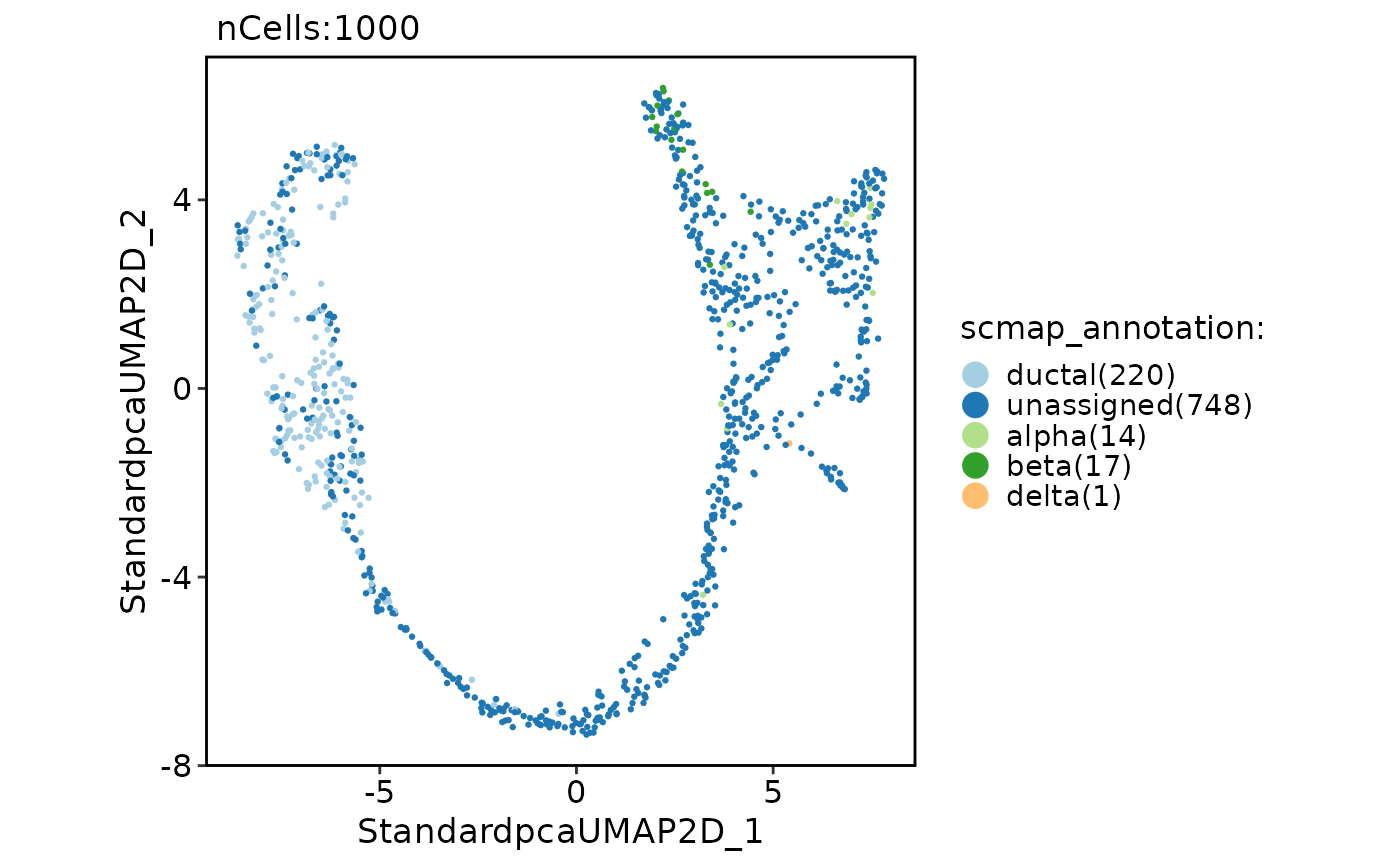 nCells:1000
StandardpcaUMAP2D_2
4
0
-4
-8
-5
0
5
StandardpcaUMAP2D_1
scmap_annotation:
ductal(220)
unassigned(748)
alpha(14)
beta(17)
delta(1)